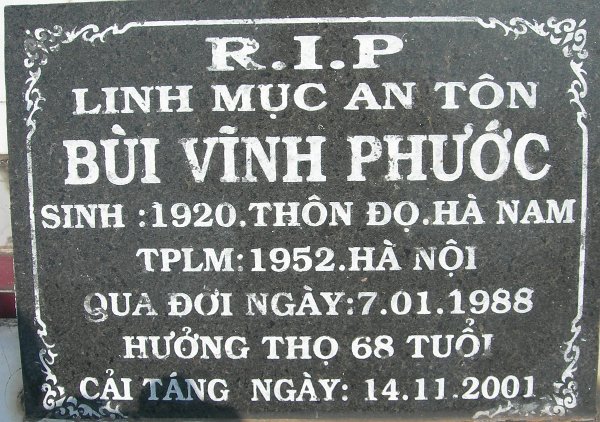 R.I.P
LINH MỤC AN TÔN
BÙI VĨNH PHƯỚC
SINH :1920.THÔN ĐỌ.HÀ NAM
TPLM:1952.HÀ NỘI
QUA ĐỜI NGÀY:7.01.1988
HƯỞNG THỌ 68 TUỔI
CẢI TÁNG NGÀY: 14.11.2001